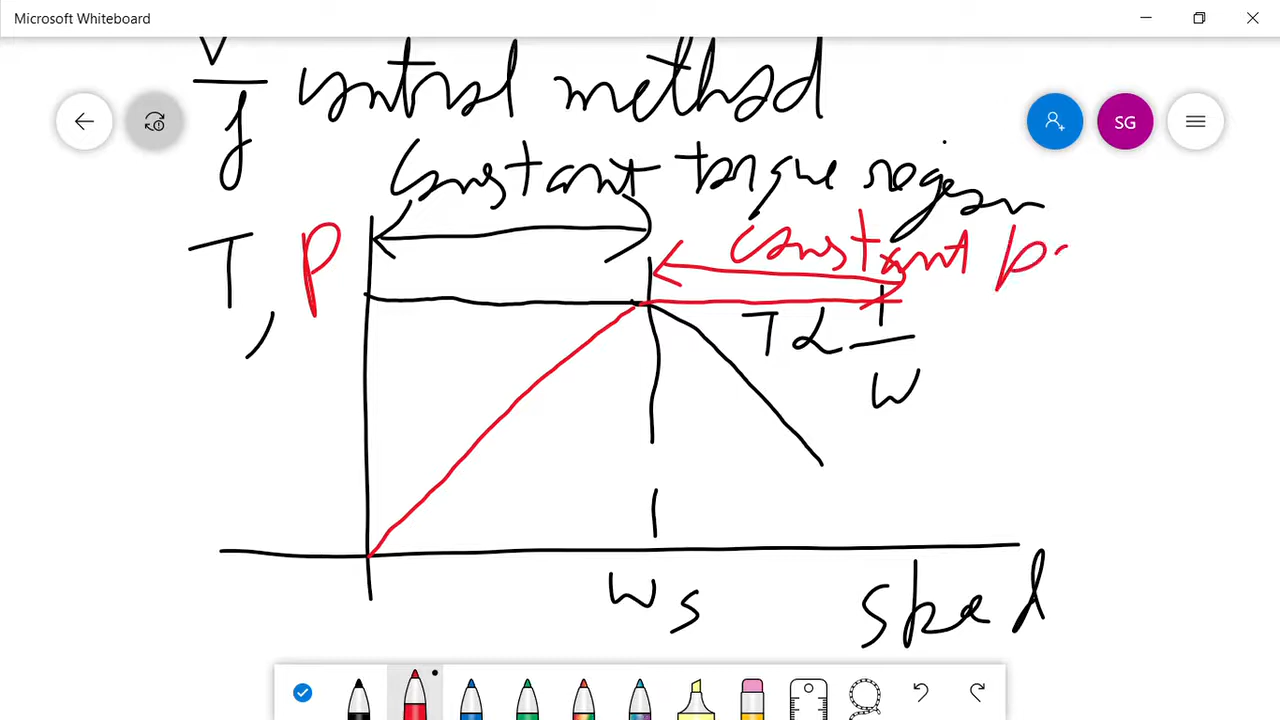 Microsoft Whiteboard
V/f control method
SG
Constant torque region
T, P
constant p
T α 1/w
ws
speed